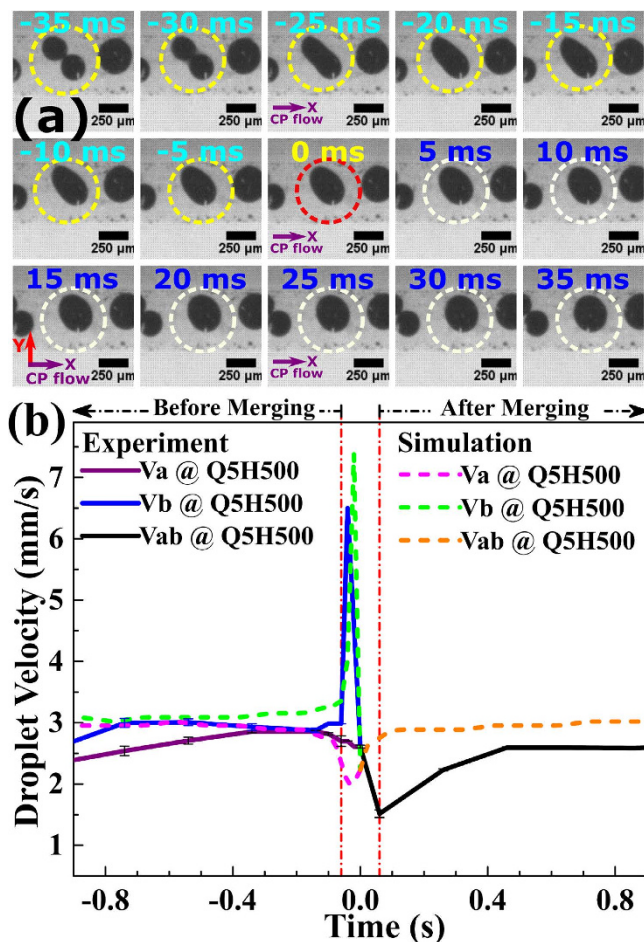 -35 ms -30 ms -25 ms -20 ms -15 ms
(a)
250 µm 250 µm X CP flow 250 µm 250 µm 250 µm
-10 ms -5 ms 0 ms 5 ms 10 ms
250 µm 250 µm X CP flow 250 µm 250 µm 250 µm
15 ms 20 ms 25 ms 30 ms 35 ms
Y X CP flow 250 µm 250 µm X CP flow 250 µm 250 µm 250 µm
(b) Before Merging After Merging
Experiment Simulation
Va @ Q5H500 Va @ Q5H500
Vb @ Q5H500 Vb @ Q5H500
Vab @ Q5H500 Vab @ Q5H500
Droplet Velocity (mm/s)
7
6
5
4
3
2
1
-0.8 -0.4 0.0 0.4 0.8
Time (s)